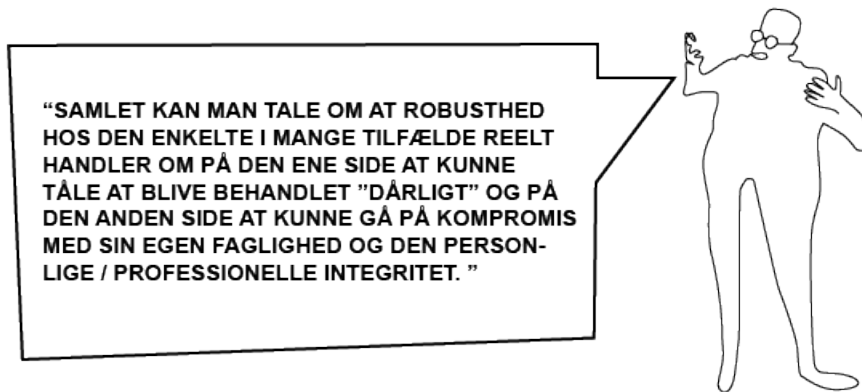 “SAMLET KAN MAN TALE OM AT ROBUSTHED
HOS DEN ENKELTE I MANGE TILFÆLDE REELT
HANDLER OM PÅ DEN ENE SIDE AT KUNNE
TÅLE AT BLIVE BEHANDLET ”DÅRLIGT” OG PÅ
DEN ANDEN SIDE AT KUNNE GÅ PÅ KOMPROMIS
MED SIN EGEN FAGLIGHED OG DEN PERSON-
LIGE / PROFESSIONELLE INTEGRITET. ”